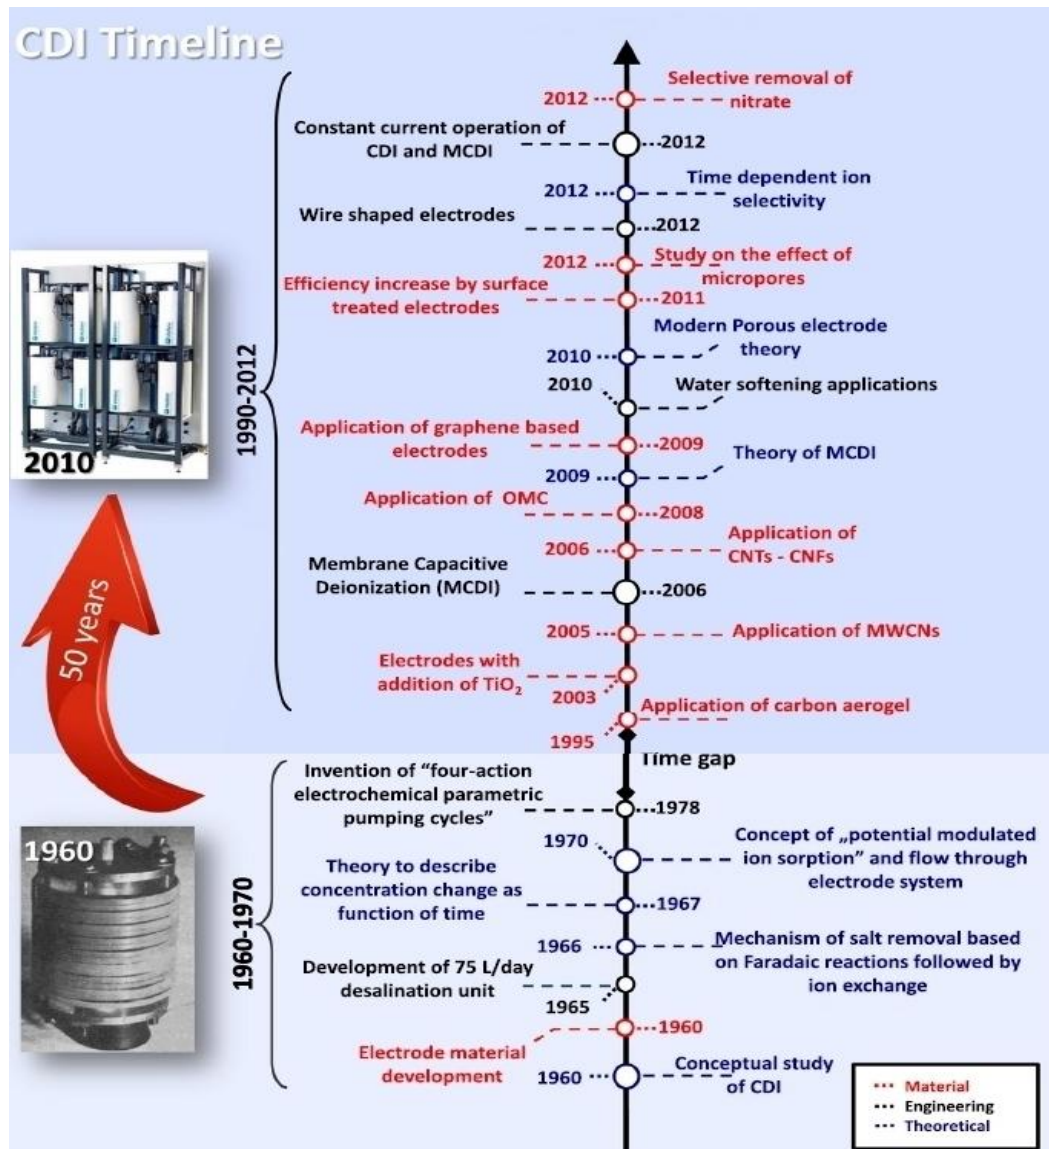 CDI Timeline
Selective removal of
nitrate
2012
Constant current operation of
CDI and MCDI
2012
Time dependent ion
selectivity
2012
Wire shaped electrodes
2012
Study on the effect of
micropores
2012
Efficiency increase by surface
treated electrodes
2011
Modern Porous electrode
theory
2010
2010
Water softening applications
Application of graphene based
electrodes
2009
Theory of MCDI
2009
Application of OMC
2008
Application of
CNTs - CNFs
2006
Membrane Capacitive
Deionization (MCDI)
2006
2005
Application of MWCNs
Electrodes with
addition of TiO₂
2003
Application of carbon aerogel
1995
1990-2012
2010
50 years
Time gap
Invention of “four-action
electrochemical parametric
pumping cycles”
1978
1970
Concept of „potential modulated
ion sorption” and flow through
electrode system
Theory to describe
concentration change as
function of time
1967
1966
Mechanism of salt removal based
on Faradaic reactions followed by
ion exchange
Development of 75 L/day
desalination unit
1965
1960
Electrode material
development
1960
Conceptual study
of CDI
1960-1970
1960
Material
Engineering
Theoretical